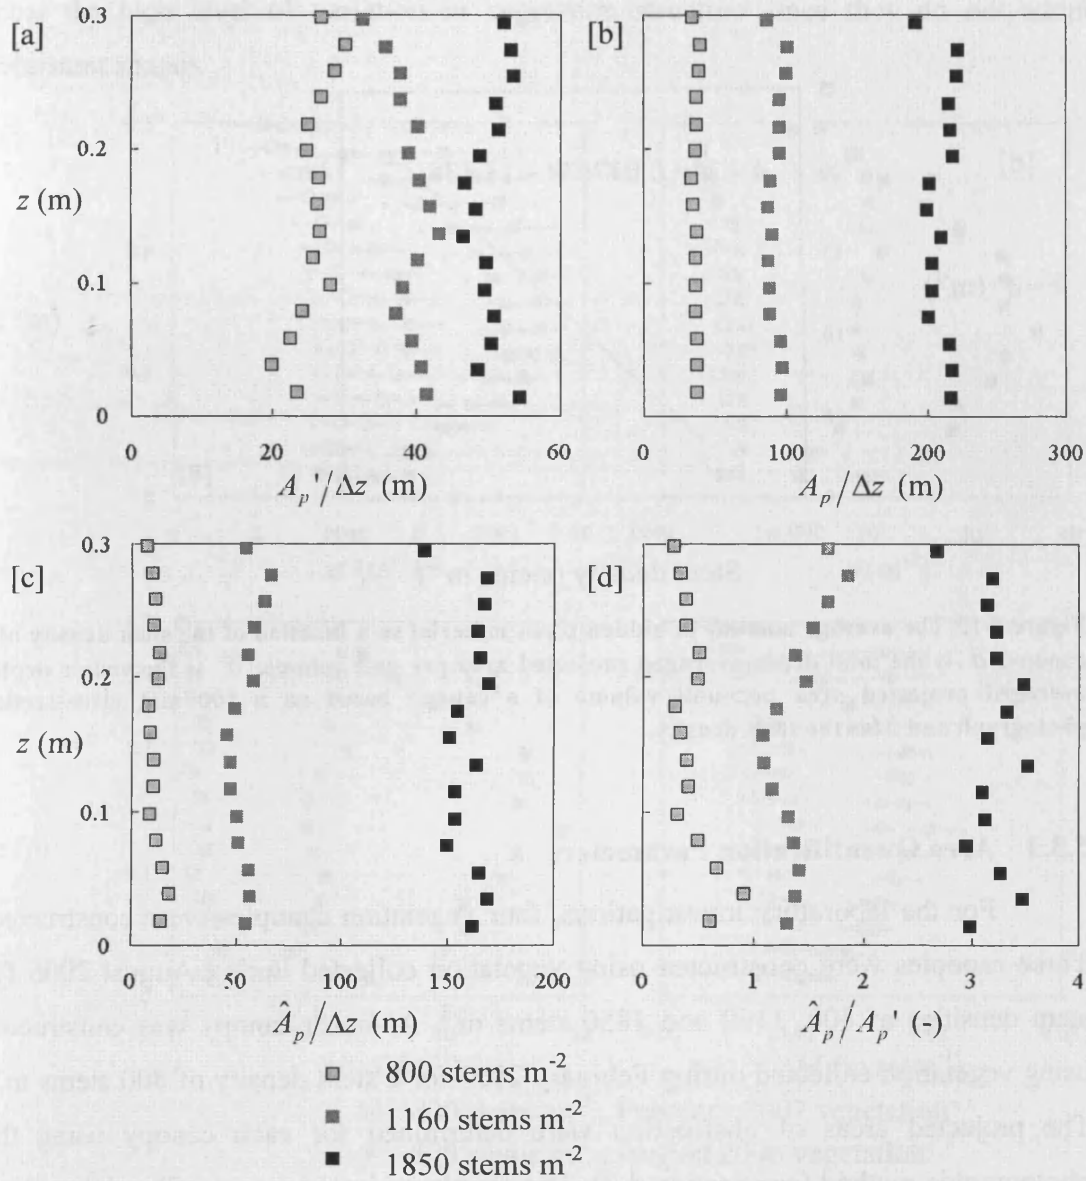 [a]
[b]
0.3
0.2
z (m)
0.1
0
0 20 40 60
0 1000 200 300
A_p'/Δz (m)
A_p/Δz (m)
[c]
[d]
0.3
0.2
z (m)
0.1
0
0 50 100 150 200
0 1 2 3 4
Â_p/Δz (m)
A_p/A_p' (-)
800 stems m⁻²
1160 stems m⁻²
1850 stems m⁻²